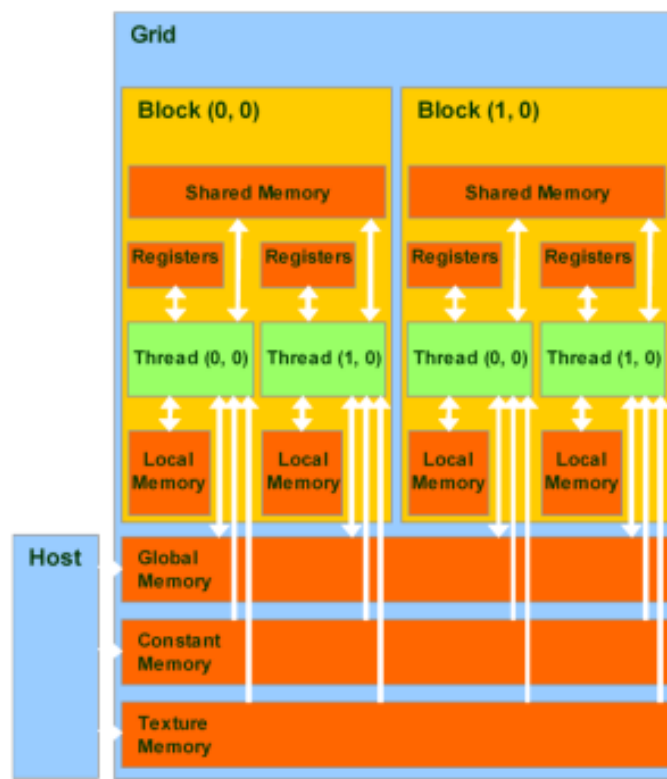 Grid
Block (0, 0)
Block (1, 0)
Shared Memory
Shared Memory
Registers
Registers
Registers
Registers
Thread (0, 0)
Thread (1, 0)
Thread (0, 0)
Thread (1, 0)
Local
Memory
Local
Memory
Local
Memory
Local
Memory
Host
Global
Memory
Constant
Memory
Texture
Memory